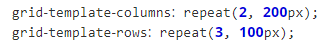 grid-template-columns: repeat(2, 200px);
grid-template-rows: repeat(3, 100px);